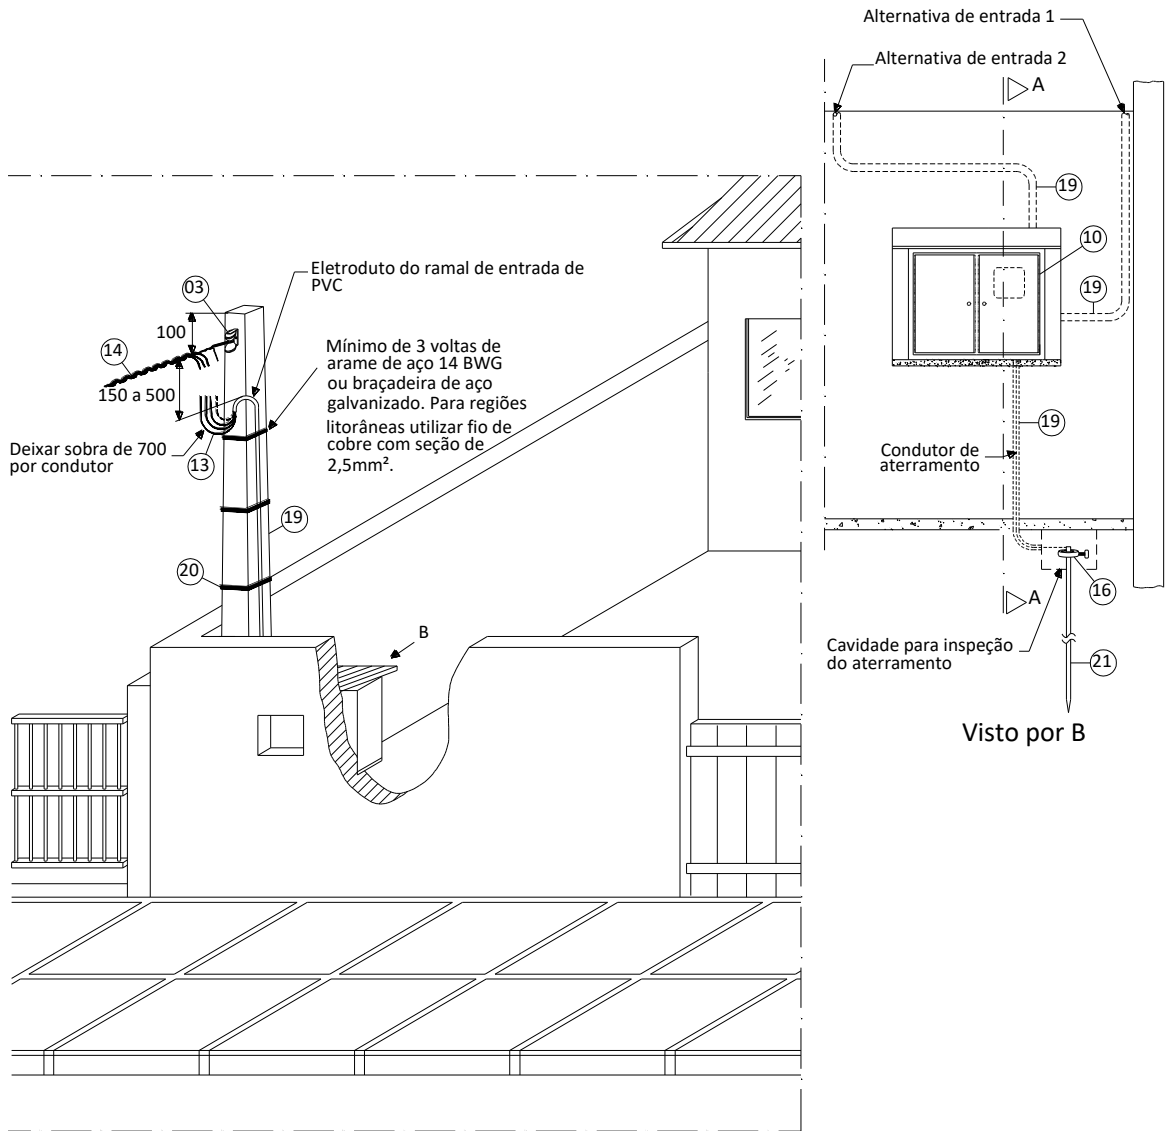 Alternativa de entrada 1
Alternativa de entrada 2
A
19
10
19
Eletroduto do ramal de entrada de
PVC
03
100
14
150 a 500
Mínimo de 3 voltas de
arame de aço 14 BWG
ou braçadeira de aço
galvanizado. Para regiões
litorâneas utilizar fio de
cobre com seção de
2,5mm².
Deixar sobra de 700
por condutor
13
19
20
B
19
Condutor de
aterramento
16
A
Cavidade para inspeção
do aterramento
21
Visto por B